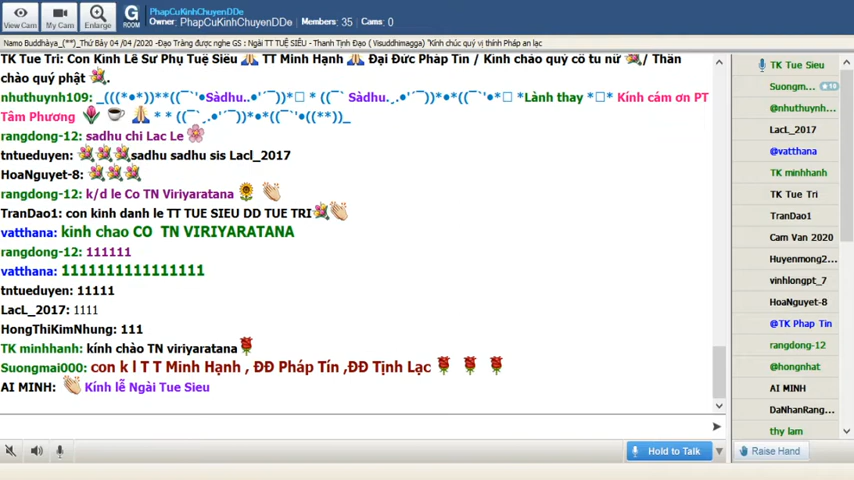 View Cam
My Cam
Enlarge
G
ROOM
PhapCuKinhChuyenDDe
Owner: PhapCuKinhChuyenDDe Members: 35 Cams: 0
Namo Buddhàya_(**)_Thứ Bảy 04 /04 /2020 -Đạo Tràng được nghe GS : Ngài TT TUỆ SIÊU - Thanh Tịnh Đạo ( Visuddhimagga) "Kính chúc quý vị thính Pháp an lạc
TK Tue Tri: Con Kính Lễ Sư Phụ Tuệ Siêu 🙏 TT Minh Hạnh 🙏 Đại Đức Pháp Tín / Kính chào quý cô tu nữ 💐/ Thân
chào quý phật 💐.
nhuthuynh109: _(((*•*))**((¯`'•Sàdhu..•'´¯))*□ * ((¯` Sàdhu.¸.•'´¯))*•*((¯`'•□ *Lành thay *□* Kính cám ơn PT
Tâm Phương 🌷 ☕ 🙏 * * ((¯`¸.•'´¯))*•*((¯`'•((**))_
rangdong-12: sadhu chi Lac Le 🌸
tntueduyen: 💐💐💐sadhu sadhu sis Lacl_2017
HoaNguyet-8: 💐💐💐
rangdong-12: k/d le Co TN Viriyaratana 🌻 👏
TranDao1: con kinh danh le TT TUE SIEU DD TUE TRI💐👏
vatthana: kinh chao CO TN VIRIYARATANA
rangdong-12: 111111
vatthana: 1111111111111111
tntueduyen: 11111
LacL_2017: 1111
HongThiKimNhung: 111
TK minhhanh: kính chào TN viriyaratana🌹
Suongmai000: con k l T T Minh Hạnh , ĐĐ Pháp Tín ,ĐĐ Tịnh Lạc 🌹 🌹 🌹
AI MINH: 👏 Kính lễ Ngài Tue Sieu
Hold to Talk
TK Tue Sieu
Suongm...
@nhuthuynh...
LacL_2017
@vatthana
TK minhhanh
TK Tue Tri
TranDao1
Cam Van 2020
Huyenmong2...
vinhlongpt_7
HoaNguyet-8
@TK Phap Tin
rangdong-12
@hongnhat
AI MINH
DaNhanRang...
thy lam
Raise Hand